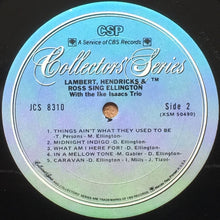 CSP
A Service of CBS Records
Collectors' Series
TM
LAMBERT, HENDRICKS &
ROSS SING ELLINGTON
With the Ike Isaacs Trio
JCS 8310
Side 2
(XSM 50480)
1. THINGS AIN'T WHAT THEY USED TO BE
-T. Persons - D. Ellington-
2. MIDNIGHT INDIGO -D. Ellington-
3. WHAT AM I HERE FOR? -D. Ellington-
4. IN A MELLOW TONE -M. Gabler - D. Ellington-
5. CARAVAN -D. Ellington - I. Mills - J. Tizol-